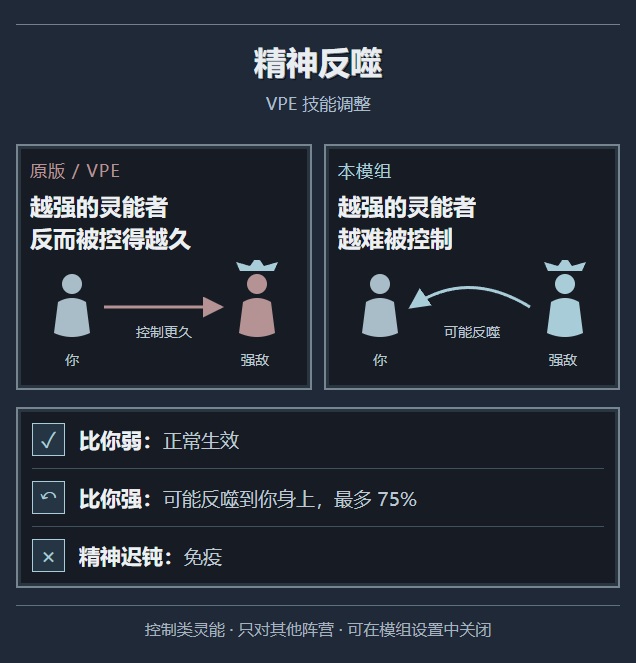 精神反噬
VPE 技能调整
原版 / VPE
越强的灵能者
反而被控得越久
控制更久
你
强敌
本模组
越强的灵能者
越难被控制
可能反噬
你
强敌
比你弱：正常生效
比你强：可能反噬到你身上，最多 75%
精神迟钝：免疫
控制类灵能 · 只对其他阵营 · 可在模组设置中关闭